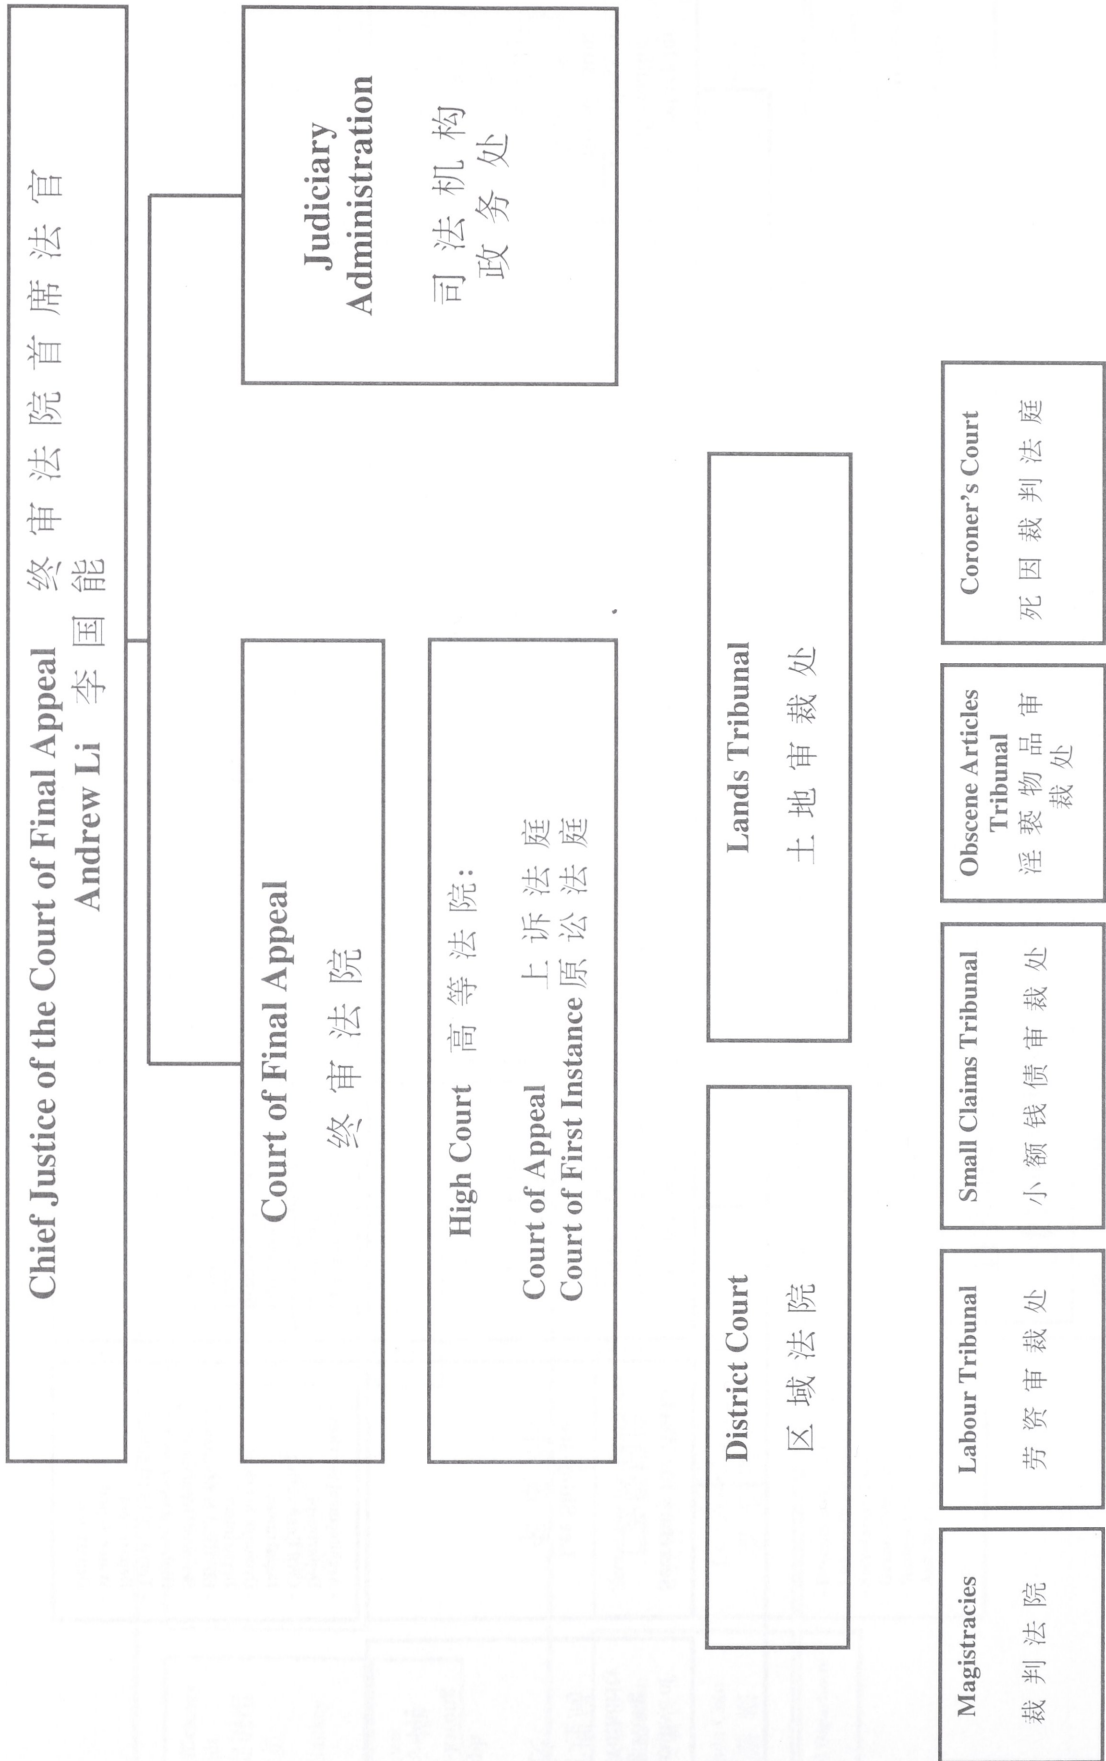 Chief Justice of the Court of Final Appeal 终审法院首席法官
Andrew Li 李国能
Court of Final Appeal
终审法院
Judiciary
Administration
司法机构
政务处
High Court 高等法院:
Court of Appeal 上诉法庭
Court of First Instance 原讼法庭
District Court
区域法院
Lands Tribunal
土地审裁处
Magistracies
裁判法院
Labour Tribunal
劳资审裁处
Small Claims Tribunal
小额钱债审裁处
Obscene Articles
Tribunal
淫亵物品审
裁处
Coroner's Court
死因裁判法庭